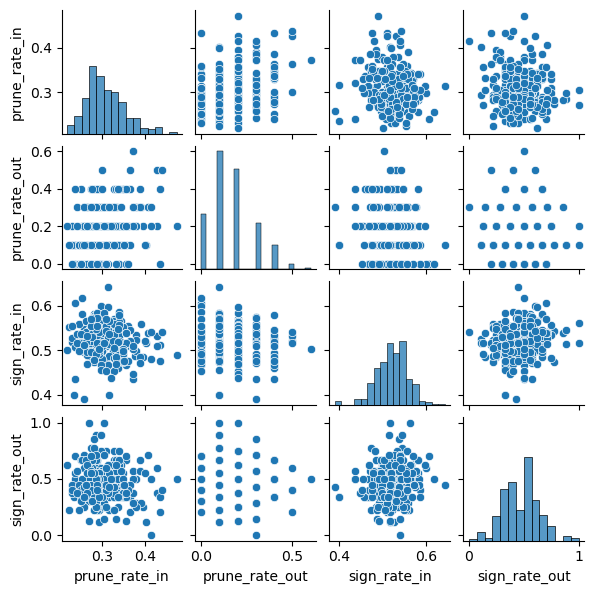 prune_rate_in
0.4
0.3
prune_rate_out
0.6
0.4
0.2
0.0
sign_rate_in
0.6
0.5
0.4
sign_rate_out
1.0
0.5
0.0
0.3 0.4 0.0 0.5 0.4 0.6 0 1
prune_rate_in prune_rate_out sign_rate_in sign_rate_out